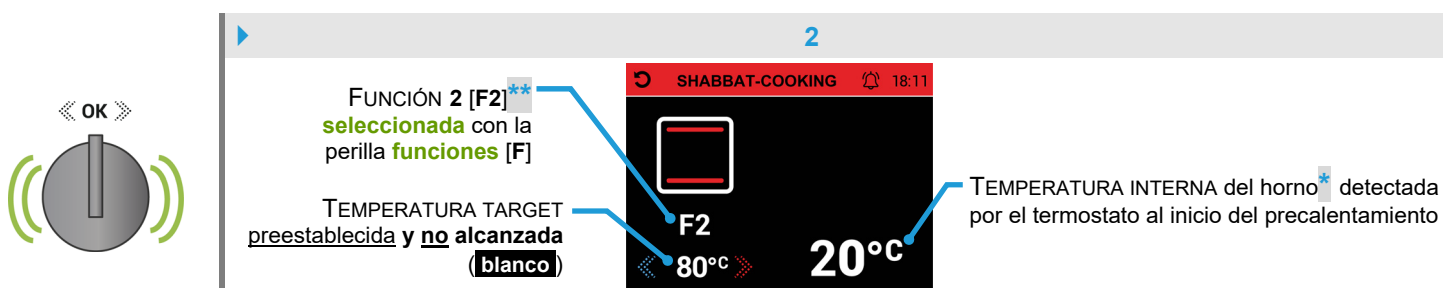 2
OK
FUNCIÓN 2 [F2]**
seleccionada con la
perilla funciones [F]
TEMPERATURA TARGET
preestablecida y no alcanzada
(blanco)
SHABBAT-COOKING 18:11
F2
80°C
20°C
TEMPERATURA INTERNA del horno* detectada
por el termostato al inicio del precalentamiento